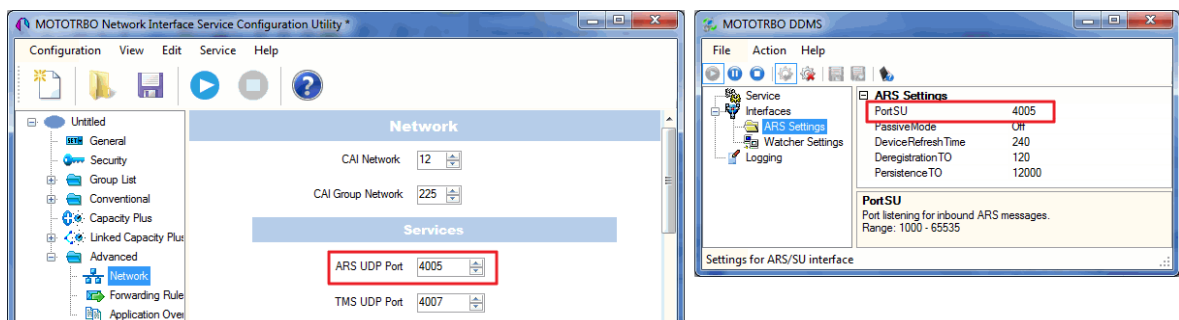 MOTOTRBO Network Interface Service Configuration Utility *
Configuration View Edit Service Help
Untitled
General
Security
Group List
Conventional
Capacity Plus
Linked Capacity Plus
Advanced
Network
Forwarding Rule
Application Over
Network
CAI Network 12
CAI Group Network 225
Services
ARS UDP Port 4005
TMS UDP Port 4007
MOTOTRBO DDMS
File Action Help
Service
Interfaces
ARS Settings
Watcher Settings
Logging
ARS Settings
PortSU 4005
PassiveMode Off
DeviceRefreshTime 240
DeregistrationTO 120
PersistenceTO 12000
PortSU
Port listening for inbound ARS messages.
Range: 1000 - 65535
Settings for ARS/SU interface